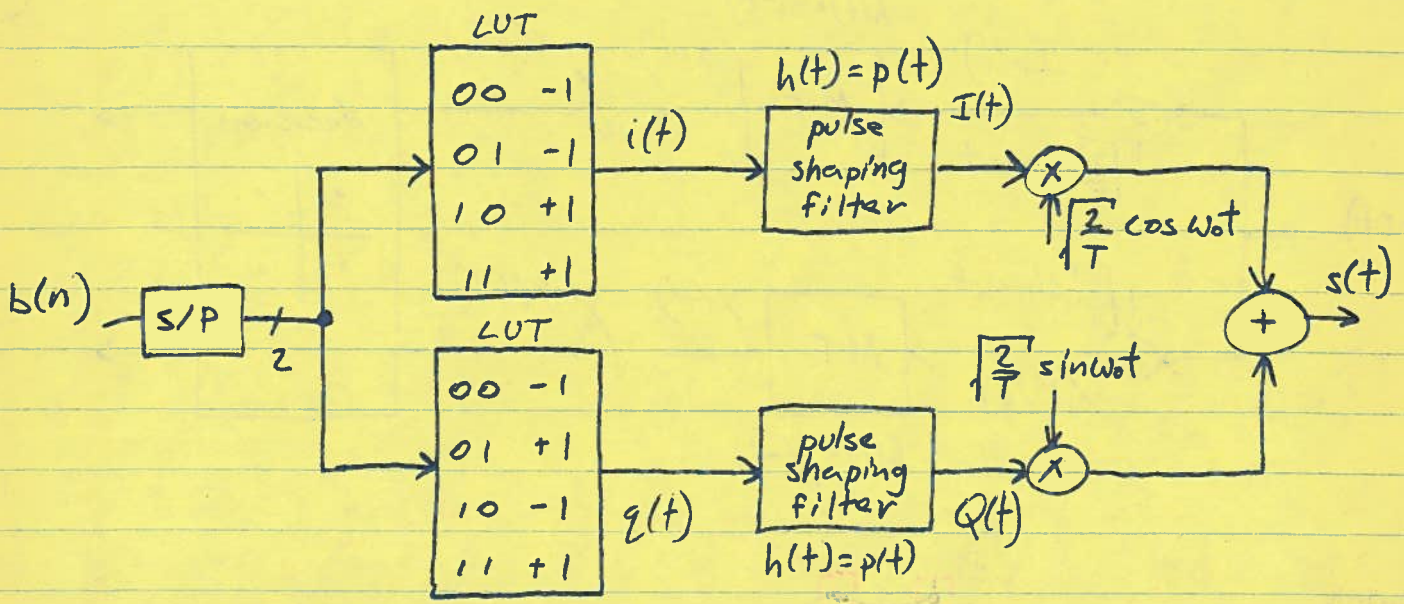 LUT
00 -1
01 -1
10 +1
11 +1
i(t)
h(t) = p(t)
pulse
shaping
filter
I(t)
x
√2/T cos ω₀t
b(n)
S/P
2
s(t)
+
LUT
00 -1
01 +1
10 -1
11 +1
q(t)
pulse
shaping
filter
h(t) = p(t)
Q(t)
√2/T sin ω₀t
x